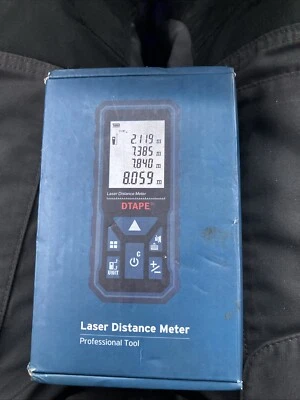 2.119
7.385
7.840
8.059
Laser Distance Meter
DTAPE
C
Laser Distance Meter
Professional Tool